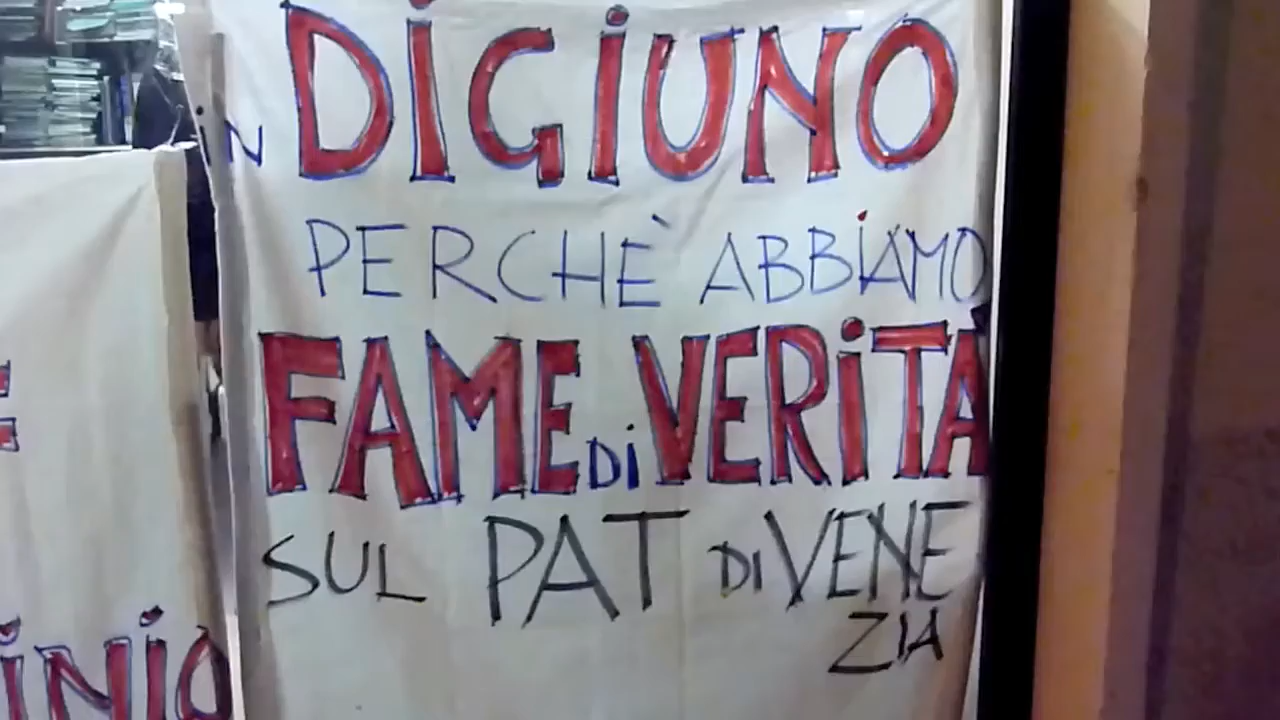 iN DiGiUNO
PERCHÈ ABBiAMO
FAME Di VERiTÀ
SUL PAT Di VENE
ZIA